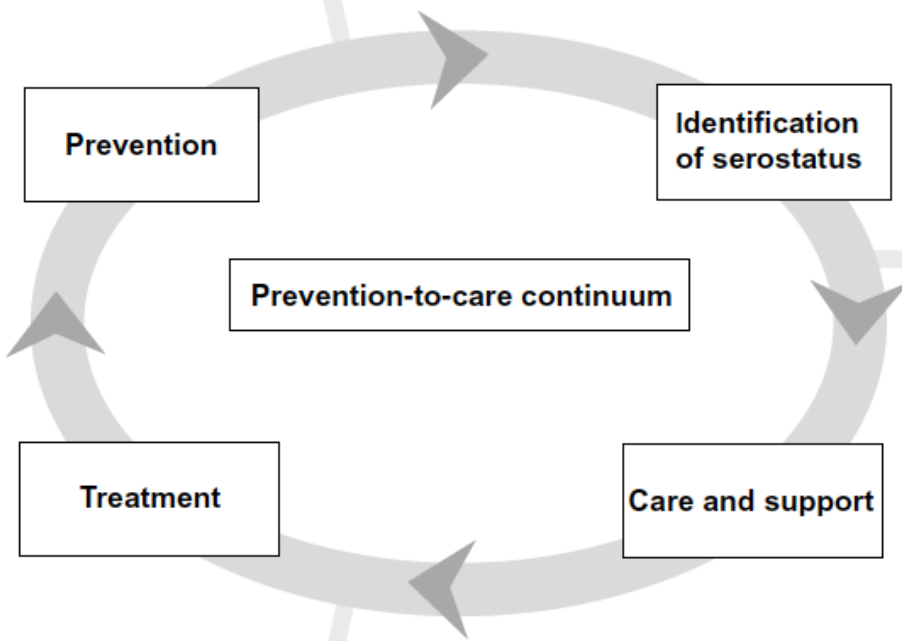 Prevention
Identification
of serostatus
Prevention-to-care continuum
Treatment
Care and support